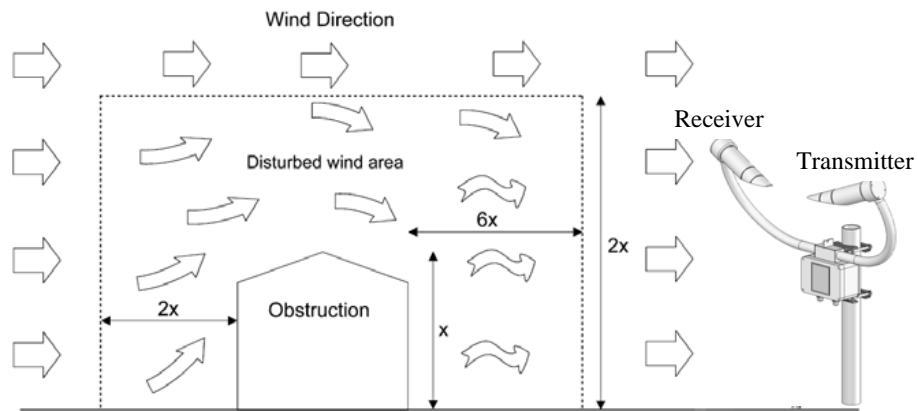 Wind Direction
Receiver
Transmitter
Disturbed wind area
6x
2x
2x
Obstruction
x